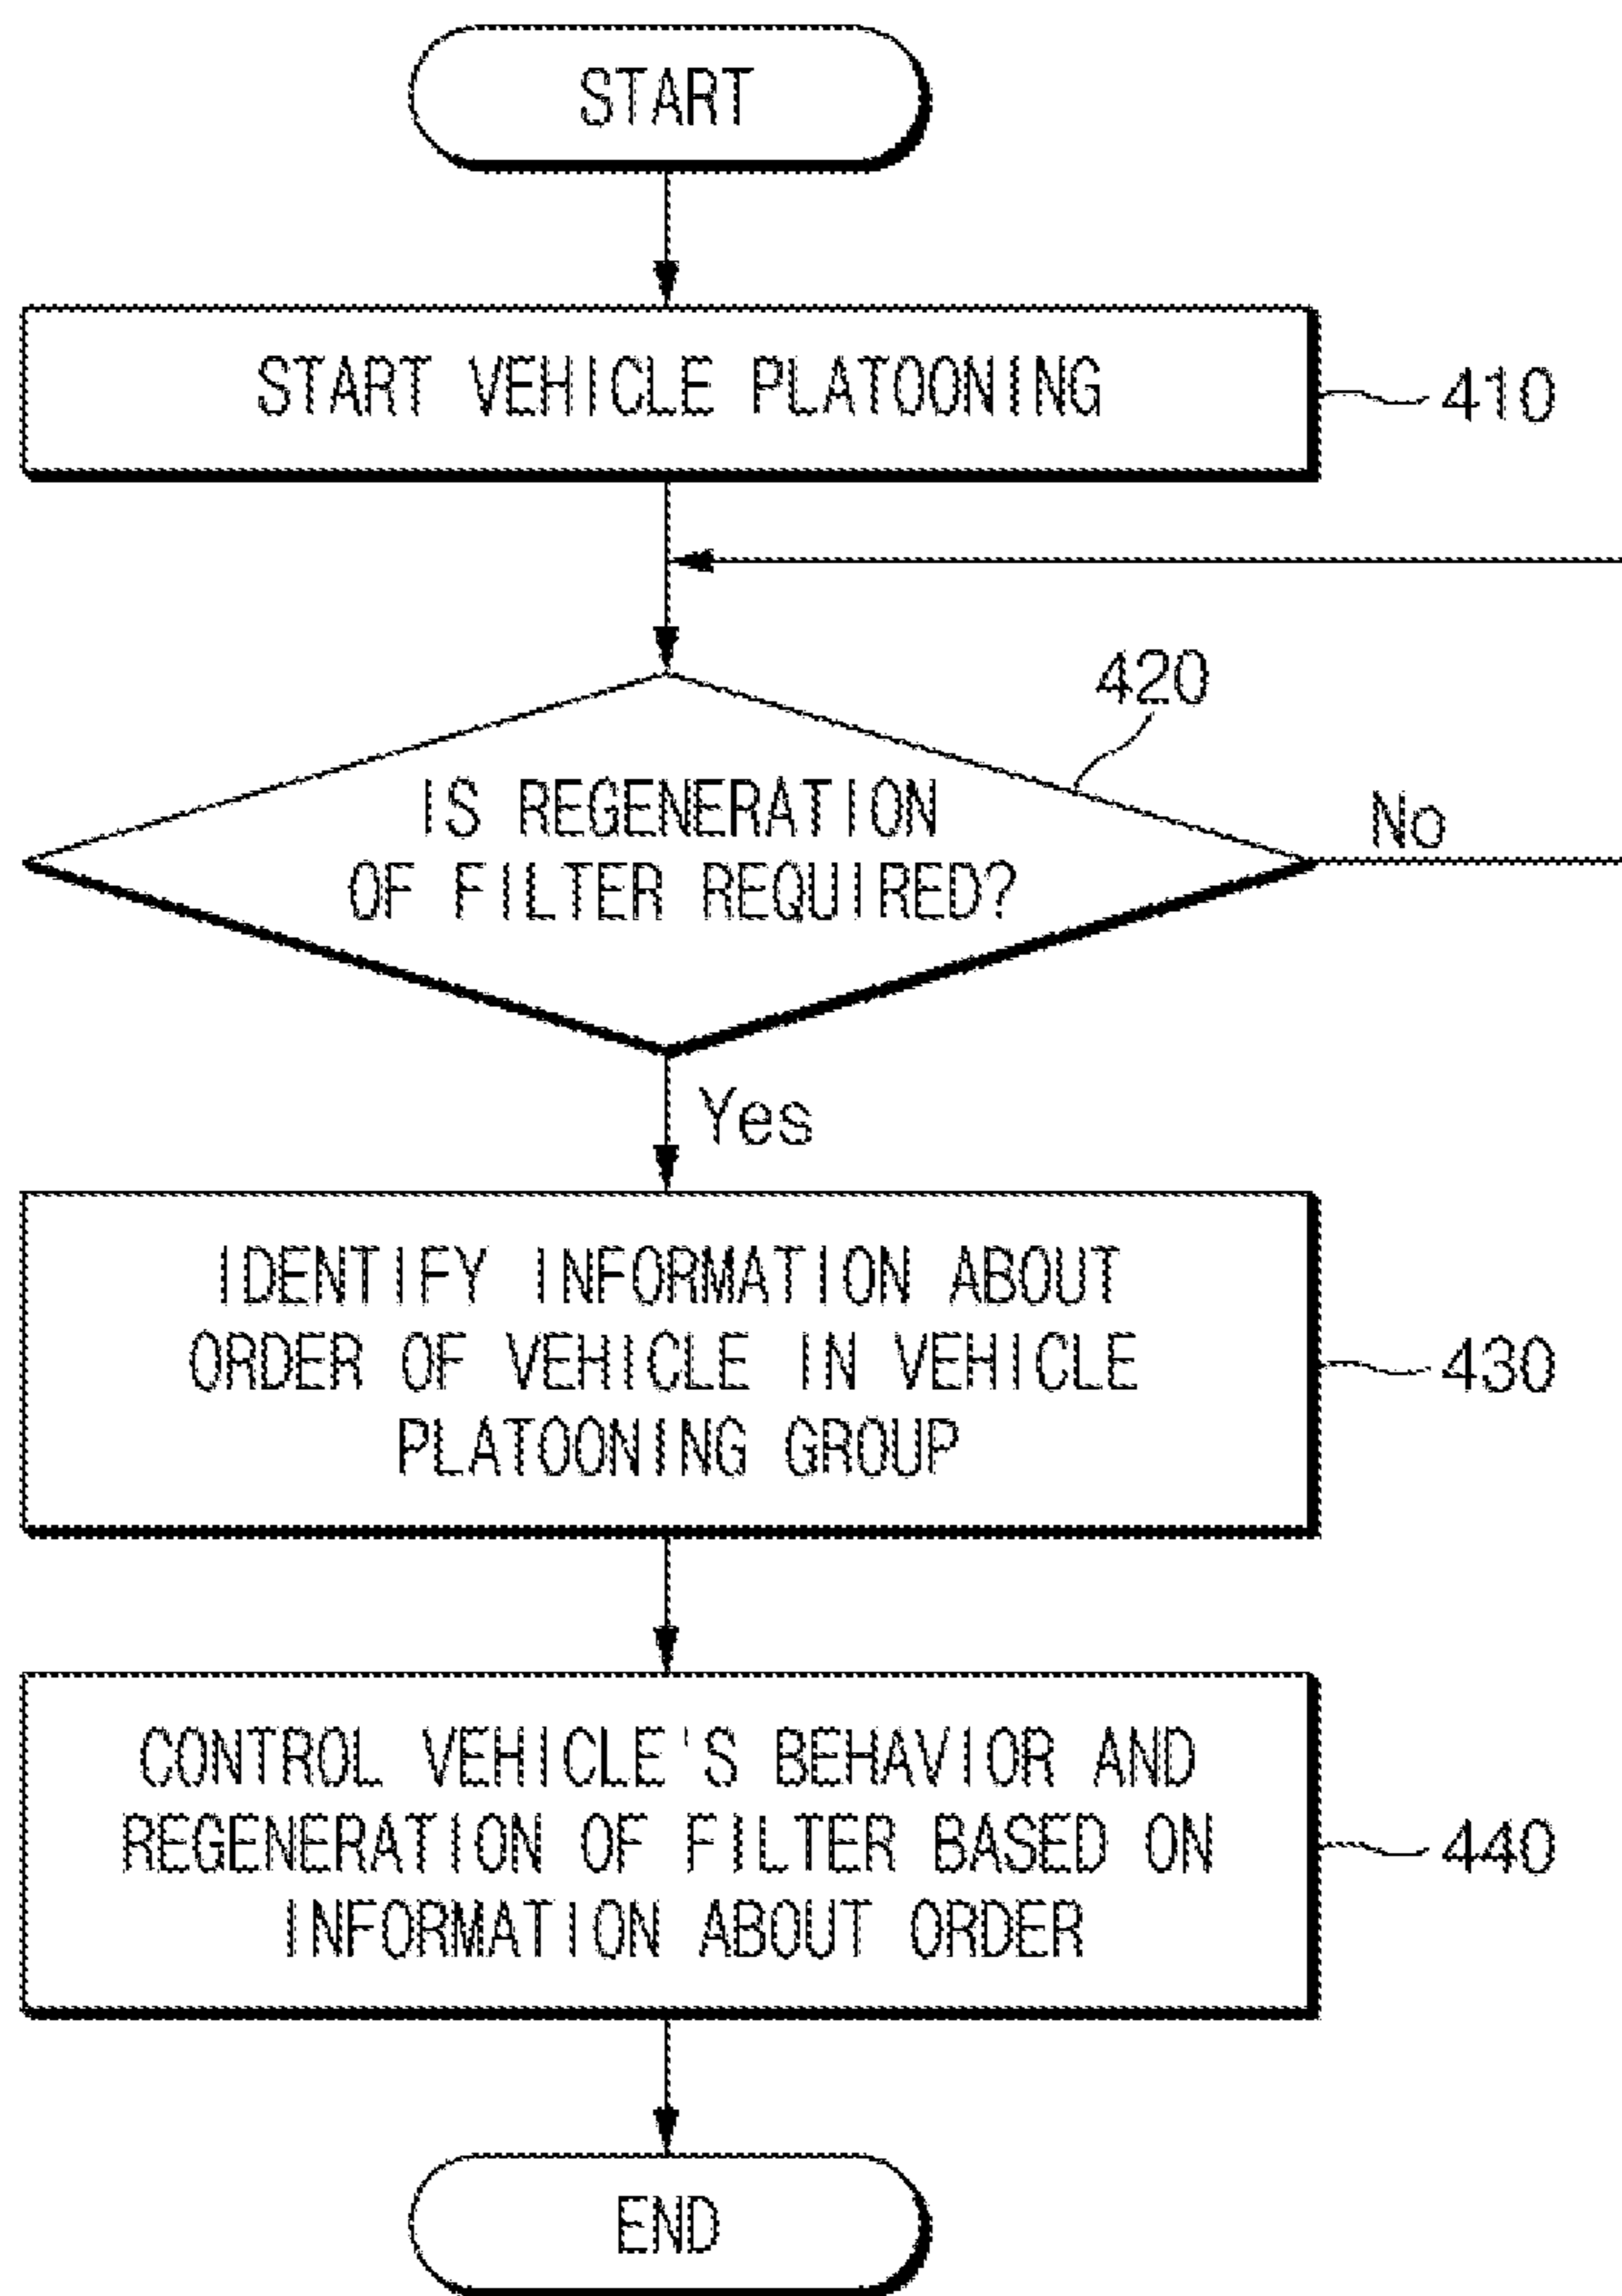 START
START VEHICLE PLATOONING
410
420
IS REGENERATION
OF FILTER REQUIRED?
No
Yes
IDENTIFY INFORMATION ABOUT
ORDER OF VEHICLE IN VEHICLE
PLATOONING GROUP
430
CONTROL VEHICLE'S BEHAVIOR AND
REGENERATION OF FILTER BASED ON
INFORMATION ABOUT ORDER
440
END